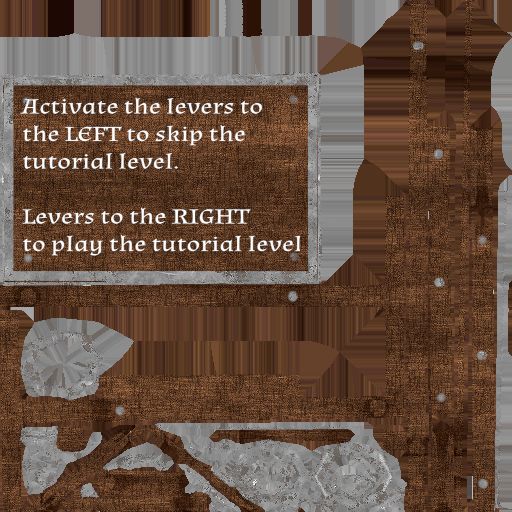 Activate the levers to
the LEFT to skip the
tutorial level.
Levers to the RIGHT
to play the tutorial level